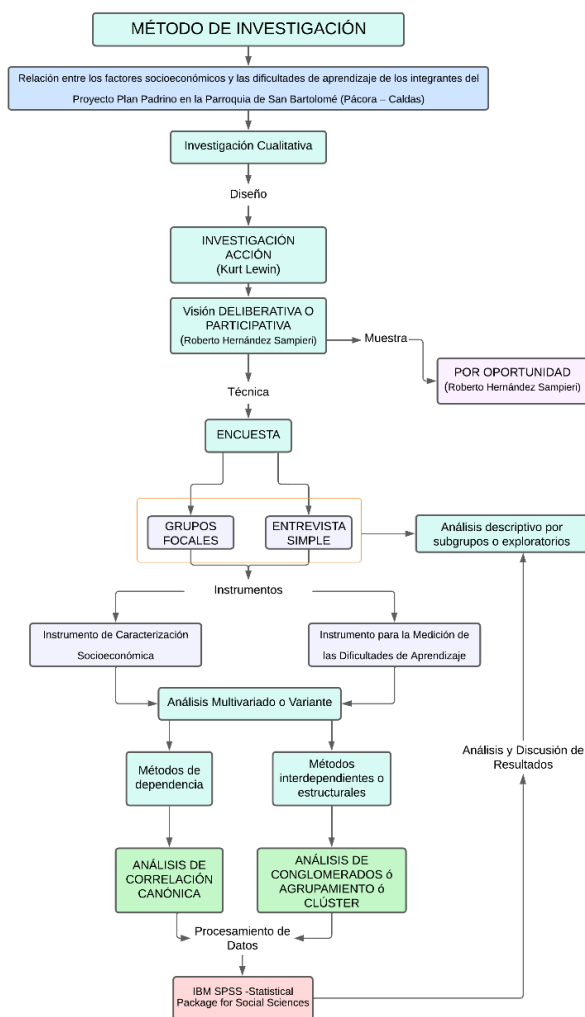 MÉTODO DE INVESTIGACIÓN
Relación entre los factores socioeconómicos y las dificultades de aprendizaje de los integrantes del
Proyecto Plan Padrino en la Parroquia de San Bartolomé (Pácora – Caldas)
Investigación Cualitativa
Diseño
INVESTIGACIÓN
ACCIÓN
(Kurt Lewin)
Visión DELIBERATIVA O
PARTICIPATIVA
(Roberto Hernández Sampieri)
Muestra
POR OPORTUNIDAD
(Roberto Hernández Sampieri)
Técnica
ENCUESTA
GRUPOS
FOCALES
ENTREVISTA
SIMPLE
Análisis descriptivo por
subgrupos o exploratorios
Instrumentos
Instrumento de Caracterización
Socioeconómica
Instrumento para la Medición de
las Dificultades de Aprendizaje
Análisis Multivariado o Variante
Métodos de
dependencia
Métodos
interdependientes o
estructurales
Análisis y Discusión de
Resultados
ANÁLISIS DE
CORRELACIÓN
CANÓNICA
ANÁLISIS DE
CONGLOMERADOS ó
AGRUPAMIENTO ó
CLÚSTER
Procesamiento de
Datos
IBM SPSS -Statistical
Package for Social Sciences